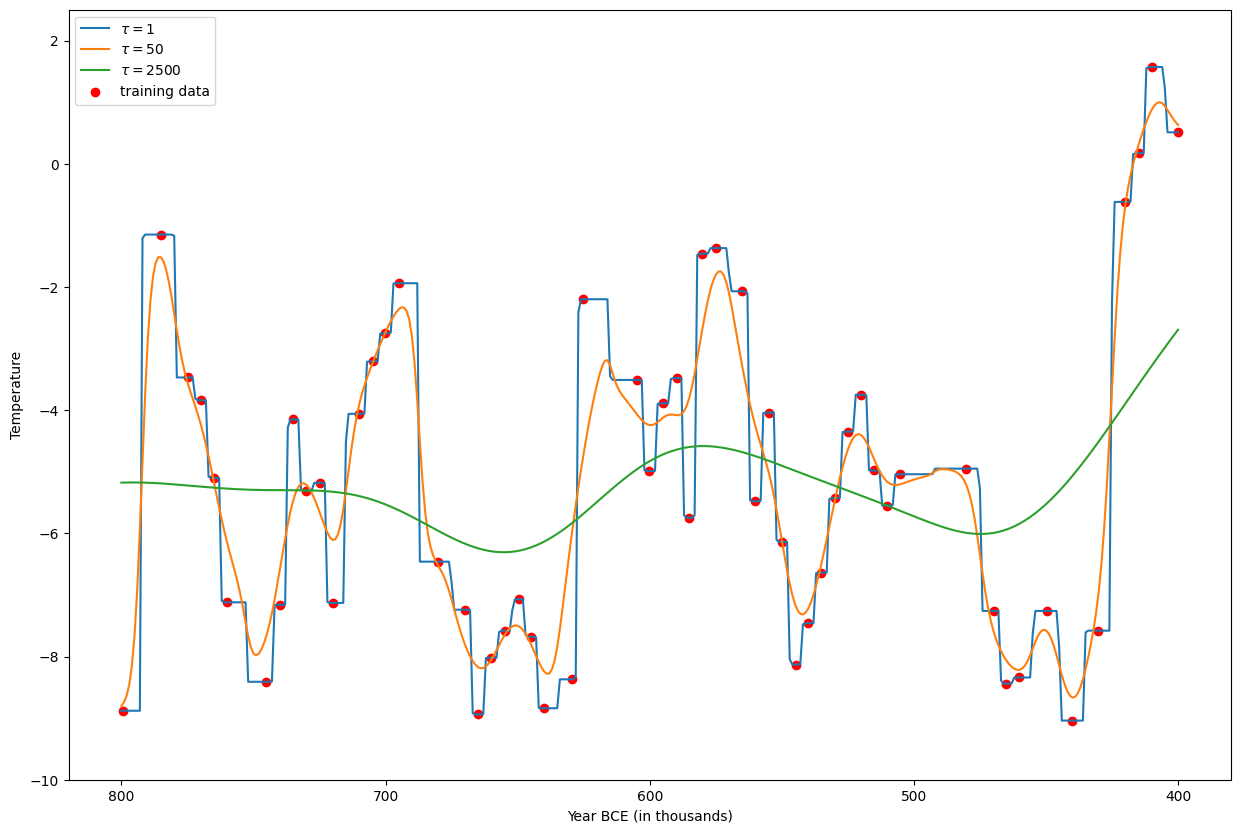 τ = 1
τ = 50
τ = 2500
training data
2
0
−2
−4
−6
−8
−10
Temperature
800 700 600 500 400
Year BCE (in thousands)